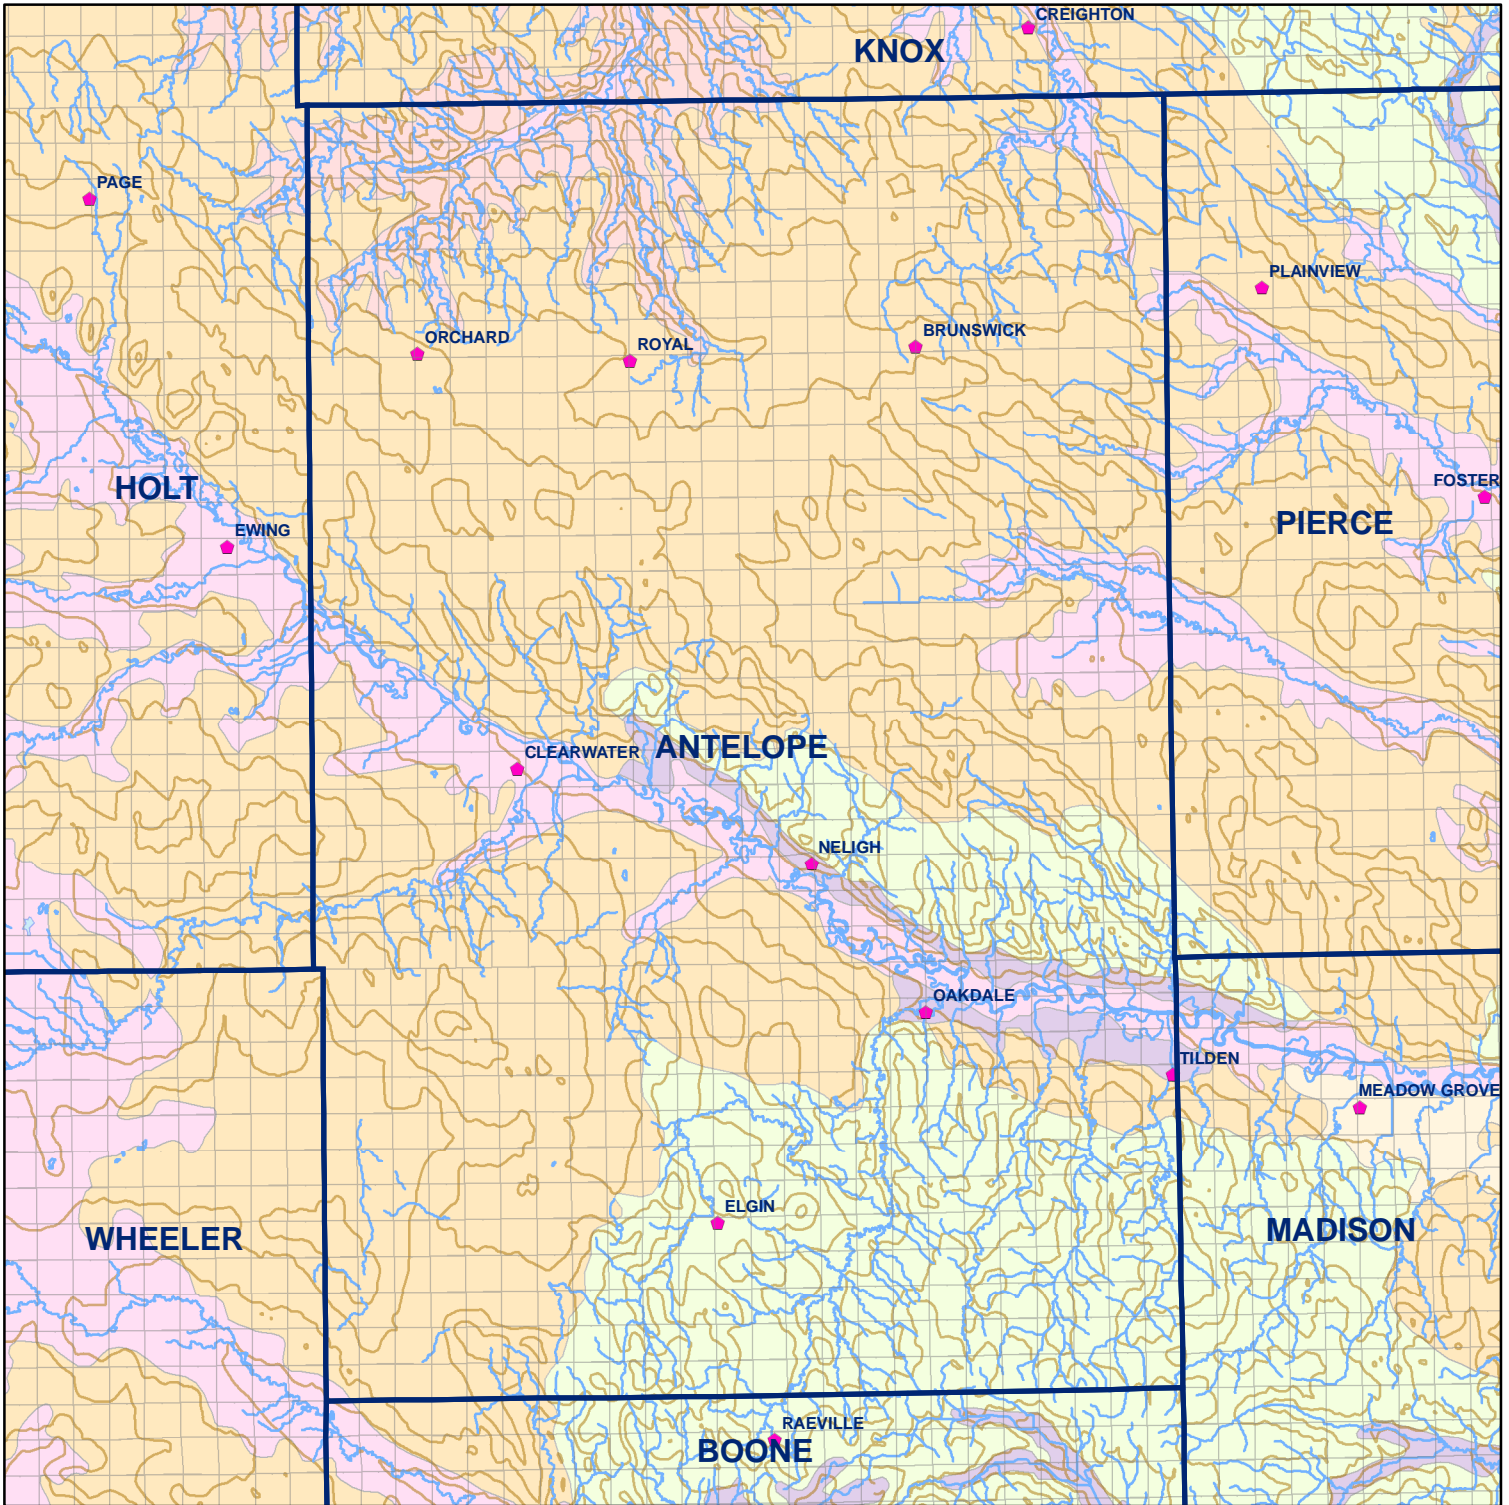 CREIGHTON
KNOX
PAGE
PLAINVIEW
ORCHARD
ROYAL
BRUNSWICK
HOLT
FOSTER
PIERCE
EWING
ANTELOPE
CLEARWATER
NELIGH
OAKDALE
TILDEN
MEADOW GROVE
ELGIN
WHEELER
MADISON
RAEVILLE
BOONE